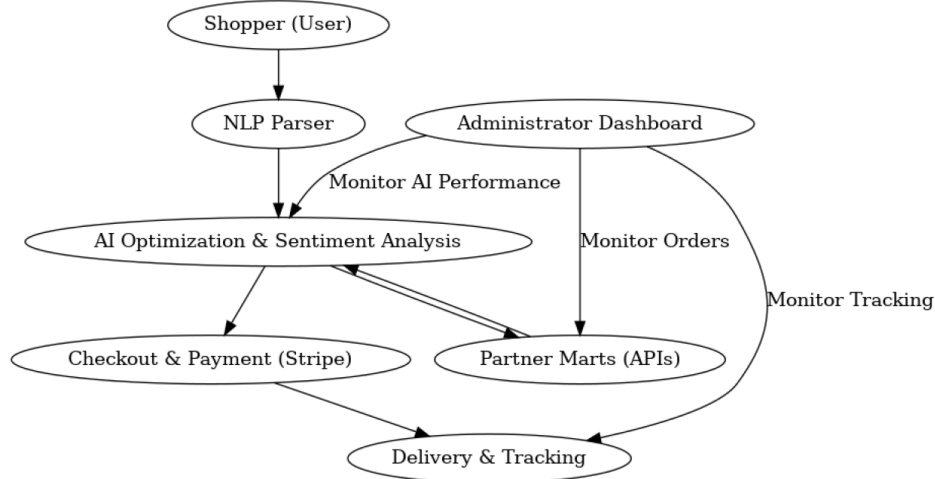 Shopper (User)
NLP Parser
Administrator Dashboard
Monitor AI Performance
AI Optimization & Sentiment Analysis
Monitor Orders
Monitor Tracking
Checkout & Payment (Stripe)
Partner Marts (APIs)
Delivery & Tracking